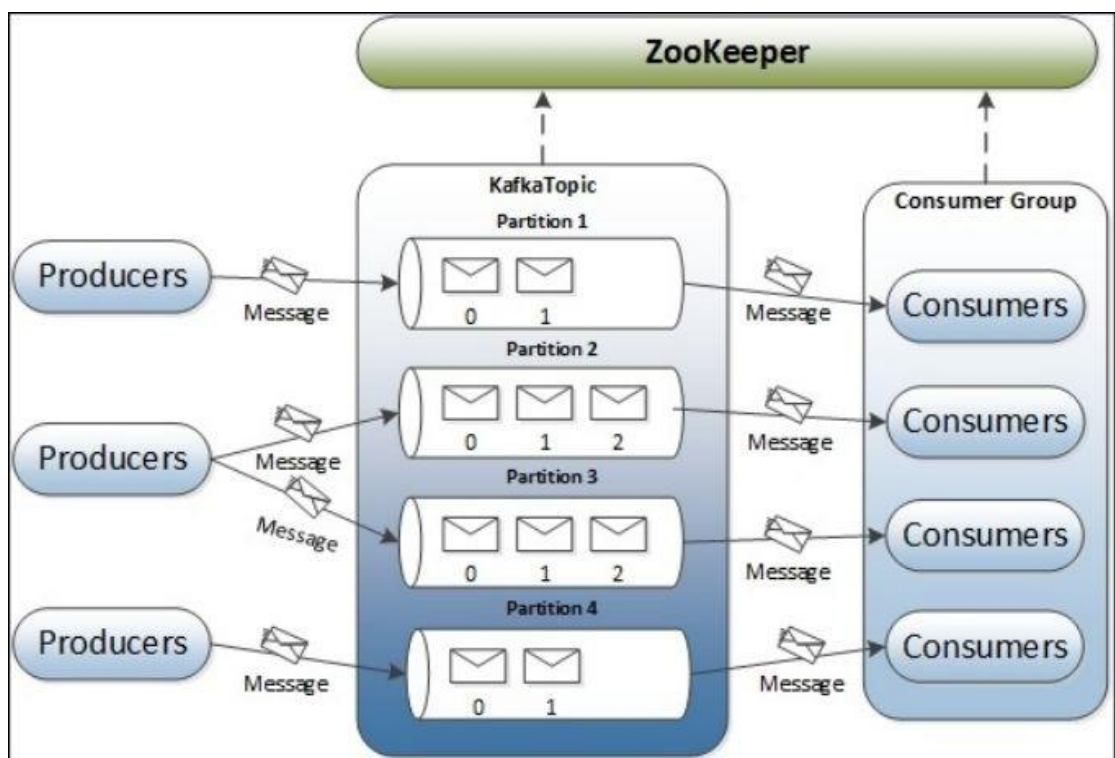 ZooKeeper
KafkaTopic
Consumer Group
Partition 1
Producers
Message
0 1
Message
Consumers
Partition 2
Producers
Message
Message
0 1 2
Message
Consumers
Partition 3
0 1 2
Message
Consumers
Partition 4
Producers
Message
0 1
Message
Consumers